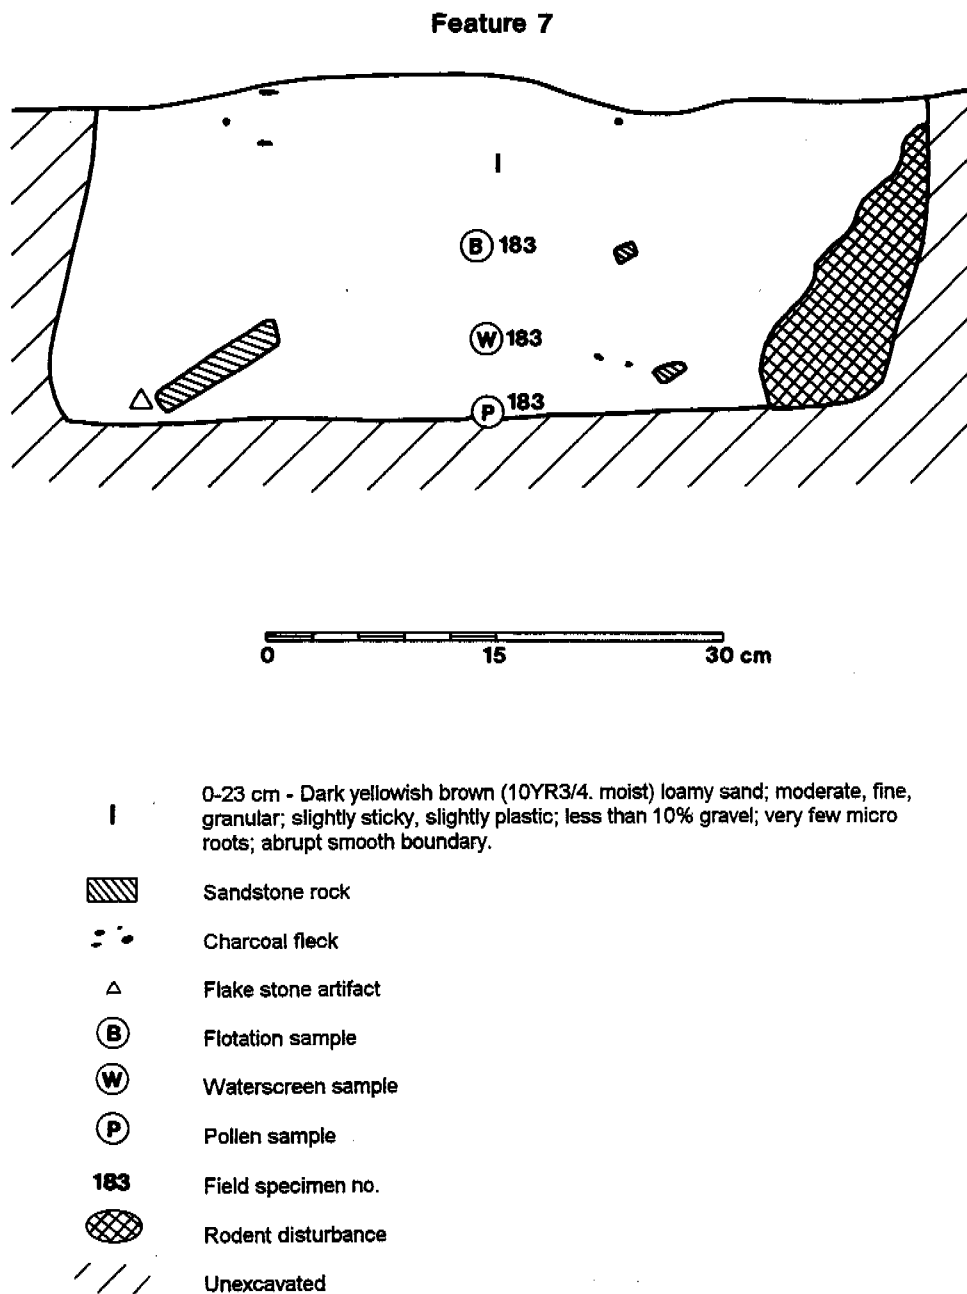 Feature 7
I
B 183
W 183
P 183
0 15 30 cm
I 0-23 cm - Dark yellowish brown (10YR3/4. moist) loamy sand; moderate, fine,
granular; slightly sticky, slightly plastic; less than 10% gravel; very few micro
roots; abrupt smooth boundary.
Sandstone rock
Charcoal fleck
Flake stone artifact
B Flotation sample
W Waterscreen sample
P Pollen sample
183 Field specimen no.
Rodent disturbance
Unexcavated